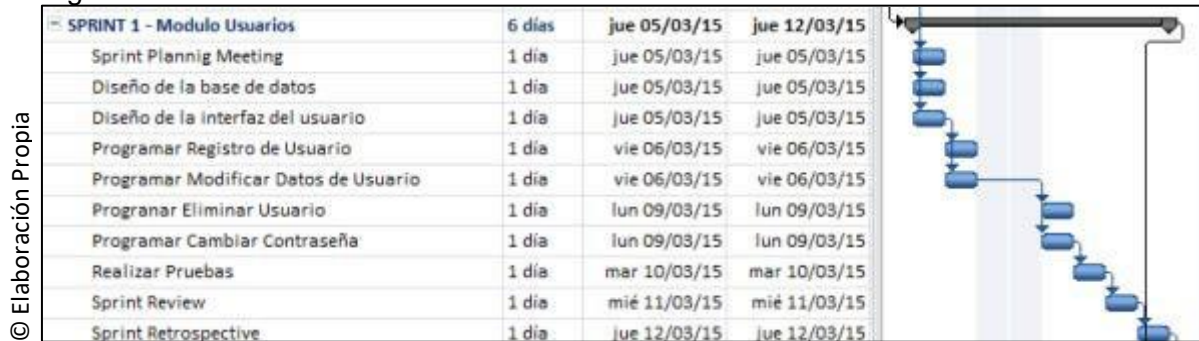 SPRINT 1 - Modulo Usuarios 6 días jue 05/03/15 jue 12/03/15
Sprint Plannig Meeting 1 día jue 05/03/15 jue 05/03/15
Diseño de la base de datos 1 día jue 05/03/15 jue 05/03/15
Diseño de la interfaz del usuario 1 día jue 05/03/15 jue 05/03/15
Programar Registro de Usuario 1 día vie 06/03/15 vie 06/03/15
Programar Modificar Datos de Usuario 1 día vie 06/03/15 vie 06/03/15
Progranar Eliminar Usuario 1 día lun 09/03/15 lun 09/03/15
Programar Cambiar Contraseña 1 día lun 09/03/15 lun 09/03/15
Realizar Pruebas 1 día mar 10/03/15 mar 10/03/15
Sprint Review 1 día mié 11/03/15 mié 11/03/15
Sprint Retrospective 1 día jue 12/03/15 jue 12/03/15
© Elaboración Propia